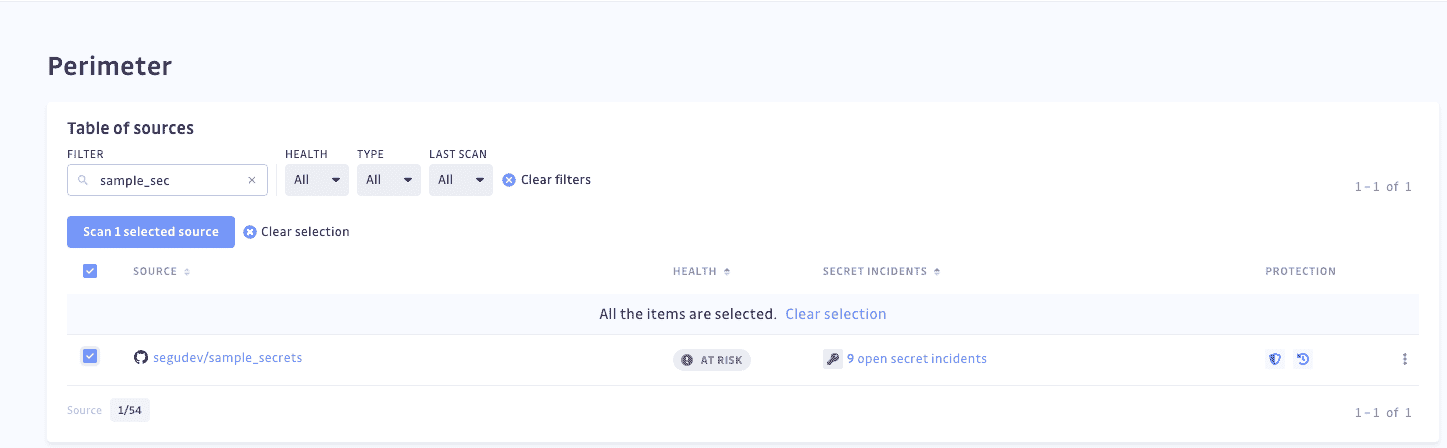 Perimeter
Table of sources
FILTER HEALTH TYPE LAST SCAN
sample_sec All All All Clear filters
1 – 1 of 1
Scan 1 selected source Clear selection
SOURCE HEALTH SECRET INCIDENTS PROTECTION
All the items are selected. Clear selection
segudev/sample_secrets AT RISK 9 open secret incidents
Source 1/54 1 – 1 of 1